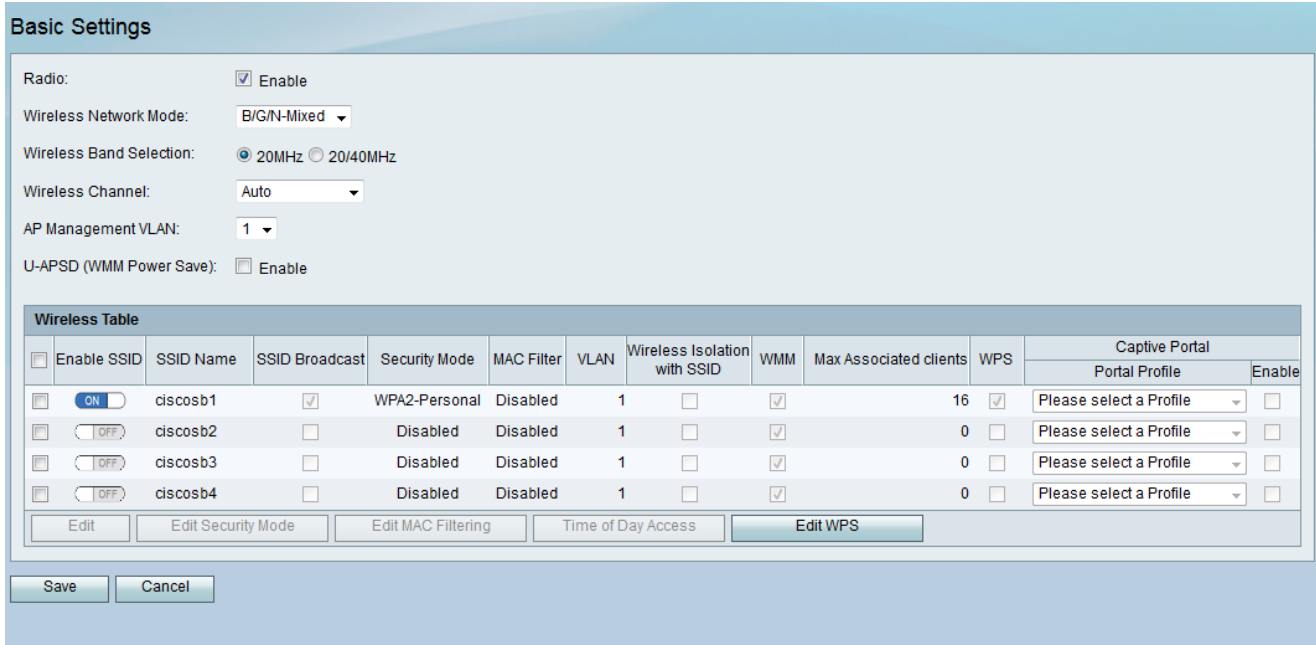 Basic Settings
Radio: Enable
Wireless Network Mode: B/G/N-Mixed
Wireless Band Selection: 20MHz 20/40MHz
Wireless Channel: Auto
AP Management VLAN: 1
U-APSD (WMM Power Save): Enable
Wireless Table
Enable SSID SSID Name SSID Broadcast Security Mode MAC Filter VLAN Wireless Isolation with SSID WMM Max Associated clients WPS Captive Portal
Portal Profile Enable
ON ciscosb1 WPA2-Personal Disabled 1 16 Please select a Profile
OFF ciscosb2 Disabled Disabled 1 0 Please select a Profile
OFF ciscosb3 Disabled Disabled 1 0 Please select a Profile
OFF ciscosb4 Disabled Disabled 1 0 Please select a Profile
Edit Edit Security Mode Edit MAC Filtering Time of Day Access Edit WPS
Save Cancel